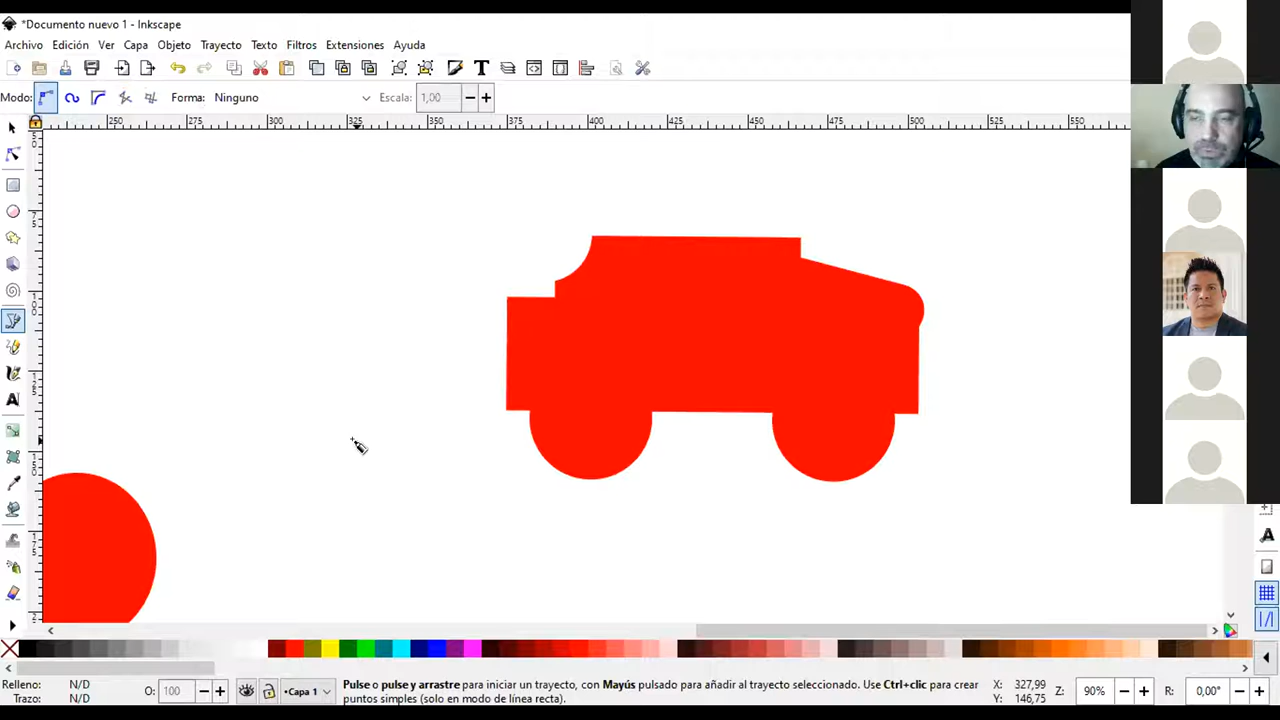 *Documento nuevo 1 - Inkscape
Archivo Edición Ver Capa Objeto Trayecto Texto Filtros Extensiones Ayuda
Modo: Forma: Ninguno Escala: 1,00
250 275 300 325 350 375 400 425 450 475 500 525 550
Relleno: N/D O: 100 •Capa 1 Pulse o pulse y arrastre para iniciar un trayecto, con Mayús pulsado para añadir al trayecto seleccionado. Use Ctrl+clic para crear X: 327,99 Z: 90% R: 0,00°
Trazo: N/D puntos simples (solo en modo de línea recta). Y: 146,75